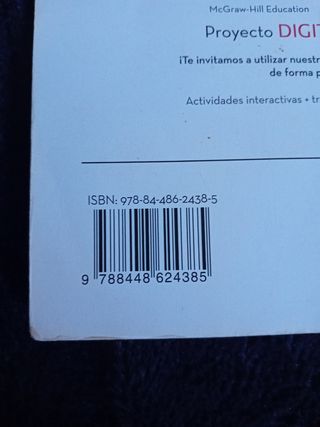 McGraw-Hill Education
Proyecto DIGIT
¡Te invitamos a utilizar nuestr
de forma p
Actividades interactivas + tr
ISBN: 978-84-486-2438-5
9 788448 624385